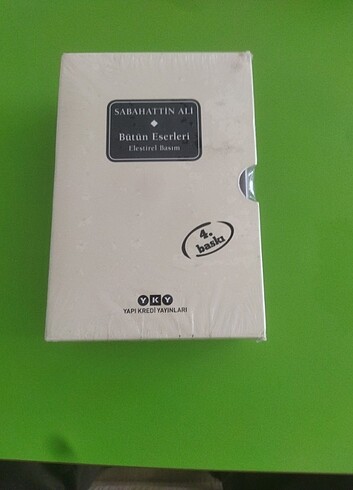 SABAHATTİN ALİ
Bütün Eserleri
Eleştirel Basım
4.
baskı
YKY
YAPI KREDİ YAYINLARI